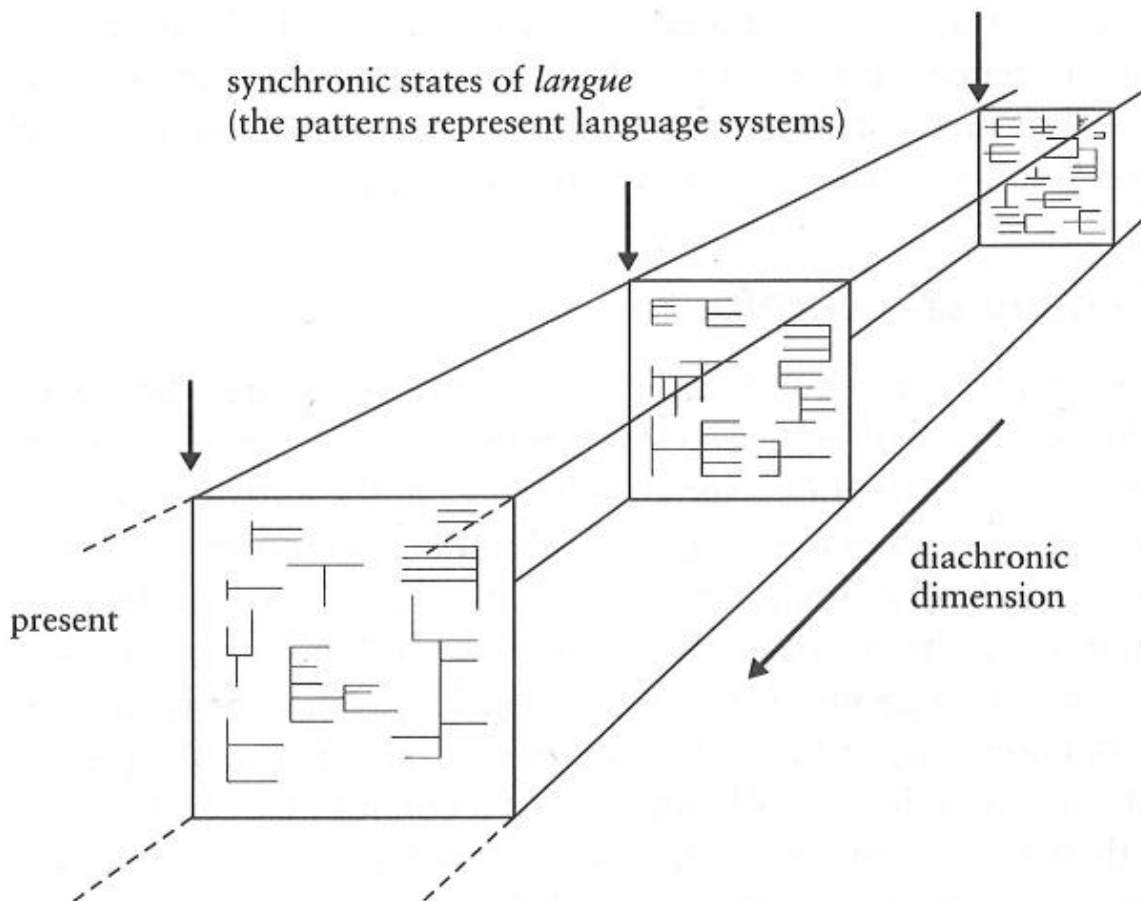 synchronic states of langue
(the patterns represent language systems)
diachronic
dimension
present